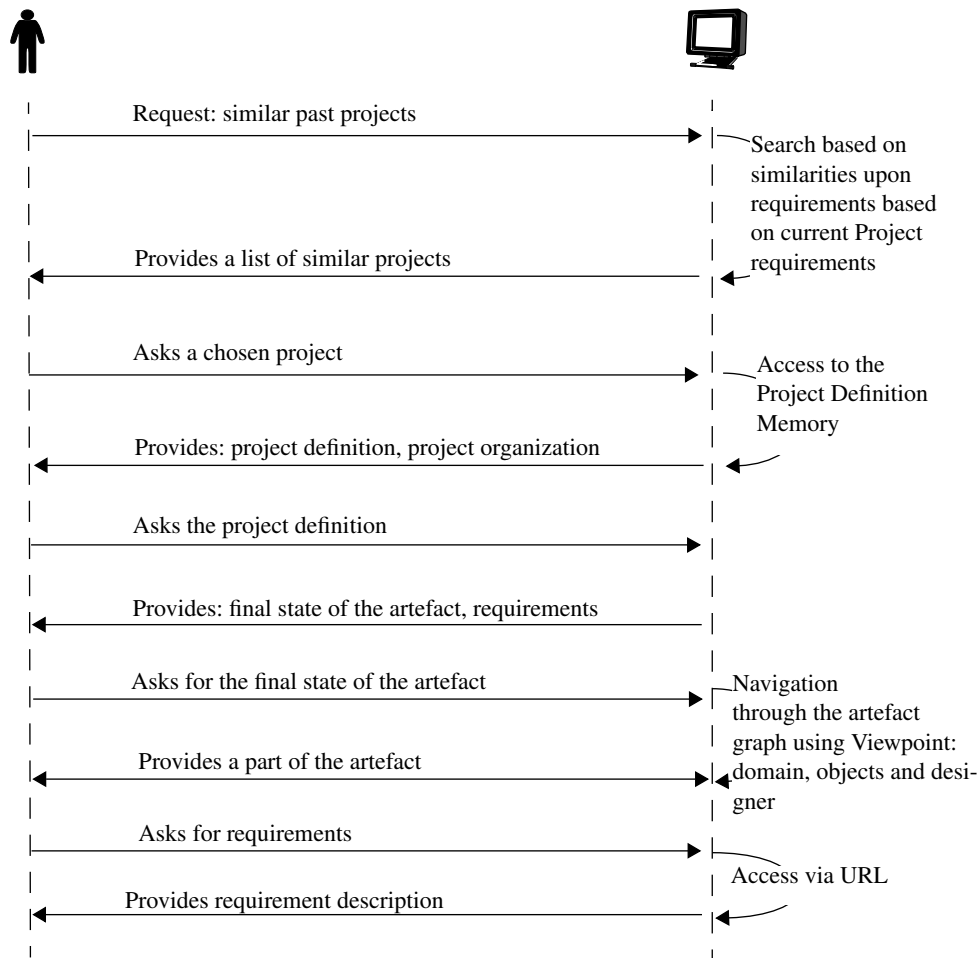 Request: similar past projects
Search based on
similarities upon
requirements based
on current Project
requirements
Provides a list of similar projects
Asks a chosen project
Access to the
Project Definition
Memory
Provides: project definition, project organization
Asks the project definition
Provides: final state of the artefact, requirements
Asks for the final state of the artefact
Navigation
through the artefact
graph using Viewpoint:
domain, objects and desi-
gner
Provides a part of the artefact
Asks for requirements
Access via URL
Provides requirement description